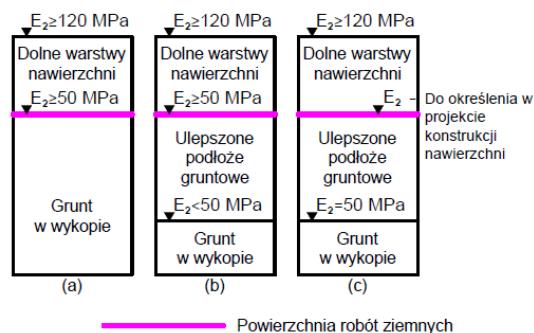 E₂≥120 MPa
Dolne warstwy
nawierzchni
E₂≥50 MPa
Grunt
w wykopie
(a)
E₂≥120 MPa
Dolne warstwy
nawierzchni
E₂≥50 MPa
Ulepszone
podłoże
gruntowe
E₂<50 MPa
Grunt
w wykopie
(b)
E₂≥120 MPa
Dolne warstwy
nawierzchni
E₂ - Do określenia w
projekcie
konstrukcji
nawierzchni
Ulepszone
podłoże
gruntowe
E₂=50 MPa
Grunt
w wykopie
(c)
Powierzchnia robót ziemnych